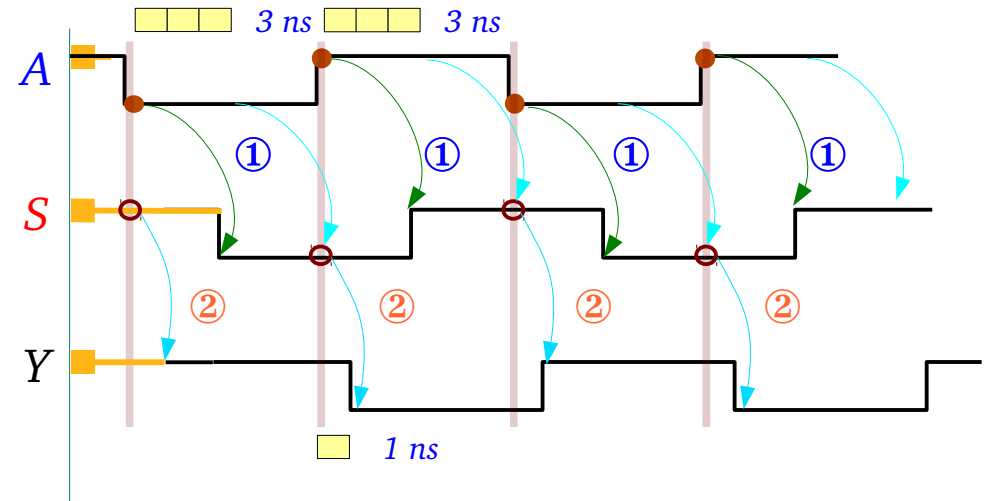 3 ns 3 ns
A
① ① ① ①
S
② ② ② ②
Y
1 ns